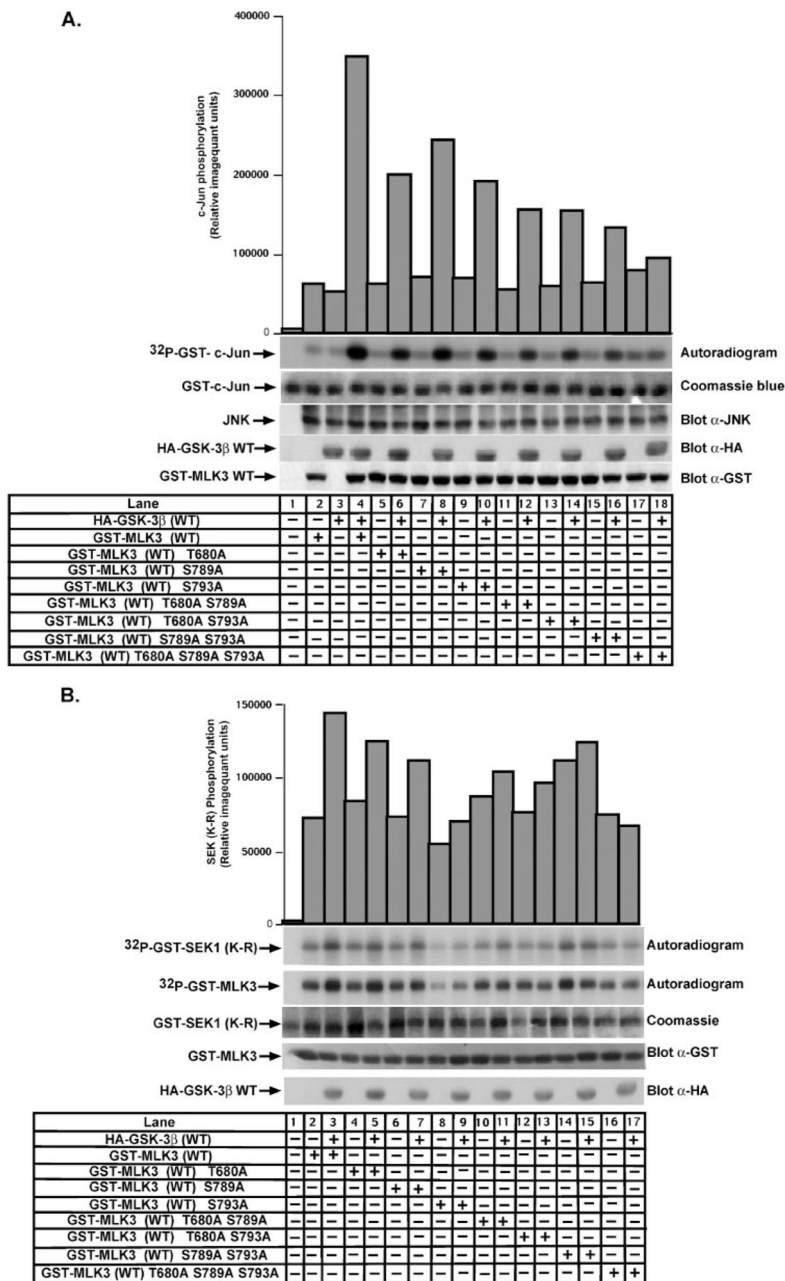 A.
400000
300000
200000
100000
0
c-Jun phosphorylation
(Relative imagequant units)
32P-GST- c-Jun Autoradiogram
GST-c-Jun Coomassie blue
JNK Blot α-JNK
HA-GSK-3β WT Blot α-HA
GST-MLK3 WT Blot α-GST
Lane 1 2 3 4 5 6 7 8 9 10 11 12 13 14 15 16 17 18
HA-GSK-3β (WT) − − + + − + − + − + − + − + − + − +
GST-MLK3 (WT) − + − + − − − − − − − − − − − − − −
GST-MLK3 (WT) T680A − − − − + + − − − − − − − − − − − −
GST-MLK3 (WT) S789A − − − − − − + + − − − − − − − − − −
GST-MLK3 (WT) S793A − − − − − − − − + + − − − − − − − −
GST-MLK3 (WT) T680A S789A − − − − − − − − − − + + − − − − − −
GST-MLK3 (WT) T680A S793A − − − − − − − − − − − − + + − − − −
GST-MLK3 (WT) S789A S793A − − − − − − − − − − − − − − + + − −
GST-MLK3 (WT) T680A S789A S793A − − − − − − − − − − − − − − − − + +
B.
150000
100000
50000
0
SEK (K-R) Phosphorylation
(Relative imagequant units)
32P-GST-SEK1 (K-R) Autoradiogram
32P-GST-MLK3 Autoradiogram
GST-SEK1 (K-R) Coomassie
GST-MLK3 Blot α-GST
HA-GSK-3β WT Blot α-HA
Lane 1 2 3 4 5 6 7 8 9 10 11 12 13 14 15 16 17
HA-GSK-3β (WT) − − + − + − + − + − + − + − + − +
GST-MLK3 (WT) − + + − − − − − − − − − − − − − −
GST-MLK3 (WT) T680A − − − + + − − − − − − − − − − − −
GST-MLK3 (WT) S789A − − − − − + + − − − − − − − − − −
GST-MLK3 (WT) S793A − − − − − − − + + − − − − − − − −
GST-MLK3 (WT) T680A S789A − − − − − − − − − + + − − − − − −
GST-MLK3 (WT) T680A S793A − − − − − − − − − − − + + − − − −
GST-MLK3 (WT) S789A S793A − − − − − − − − − − − − − + + − −
GST-MLK3 (WT) T680A S789A S793A − − − − − − − − − − − − − − − + +